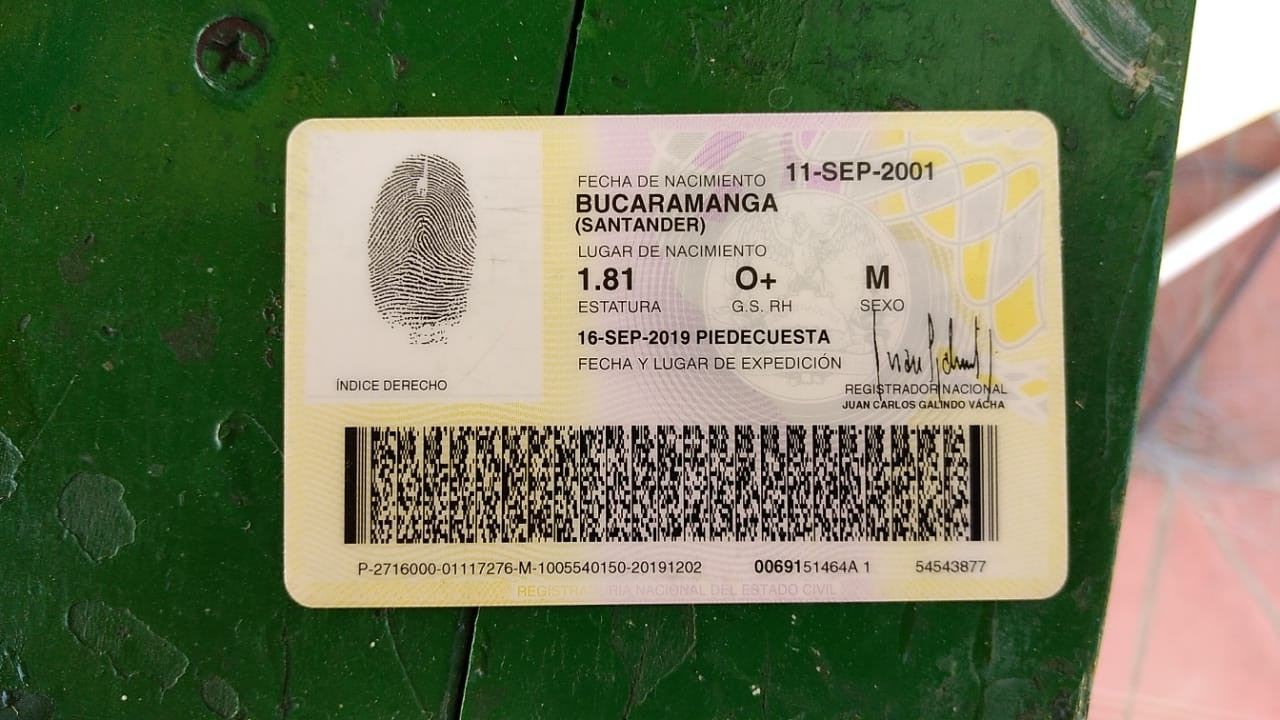 FECHA DE NACIMIENTO 11-SEP-2001
BUCARAMANGA
(SANTANDER)
LUGAR DE NACIMIENTO
1.81 O+ M
ESTATURA G.S. RH SEXO
16-SEP-2019 PIEDECUESTA
FECHA Y LUGAR DE EXPEDICIÓN
ÍNDICE DERECHO
REGISTRADOR NACIONAL
JUAN CARLOS GALINDO VÁCHA
P-2716000-01117276-M-1005540150-20191202 0069151464A 1 54543877
REGISTRARIA NACIONAL DEL ESTADO CIVIL